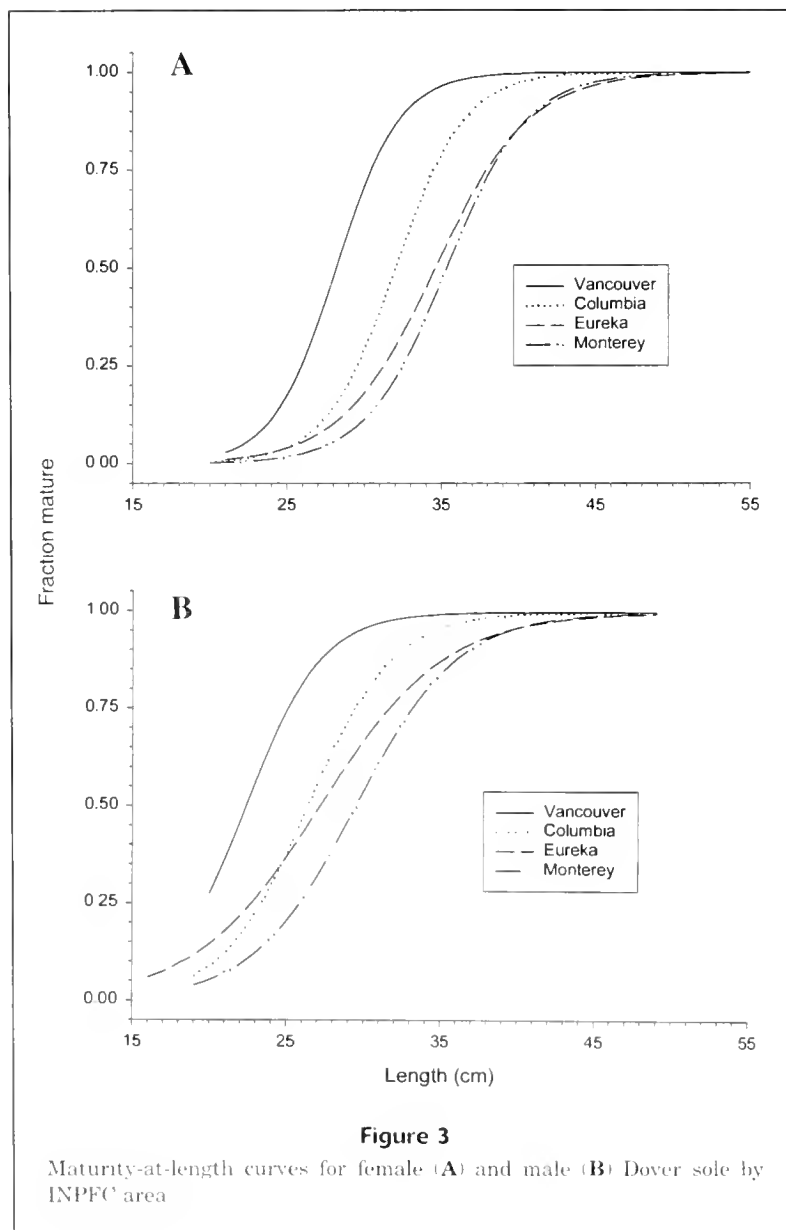 A
1.00
0.75
0.50
0.25
0 00
15
25
35
45
55
Vancouver
Columbia
Eureka
Monterey
Fraction mature
B
1.00
0.75
0.50
0.25
0.00
15
25
35
45
55
Vancouver
Columbia
Eureka
Monterey
Length (cm)
Figure 3
Maturity-at-length curves for female (A) and male (B) Dover sole by
INPFC area